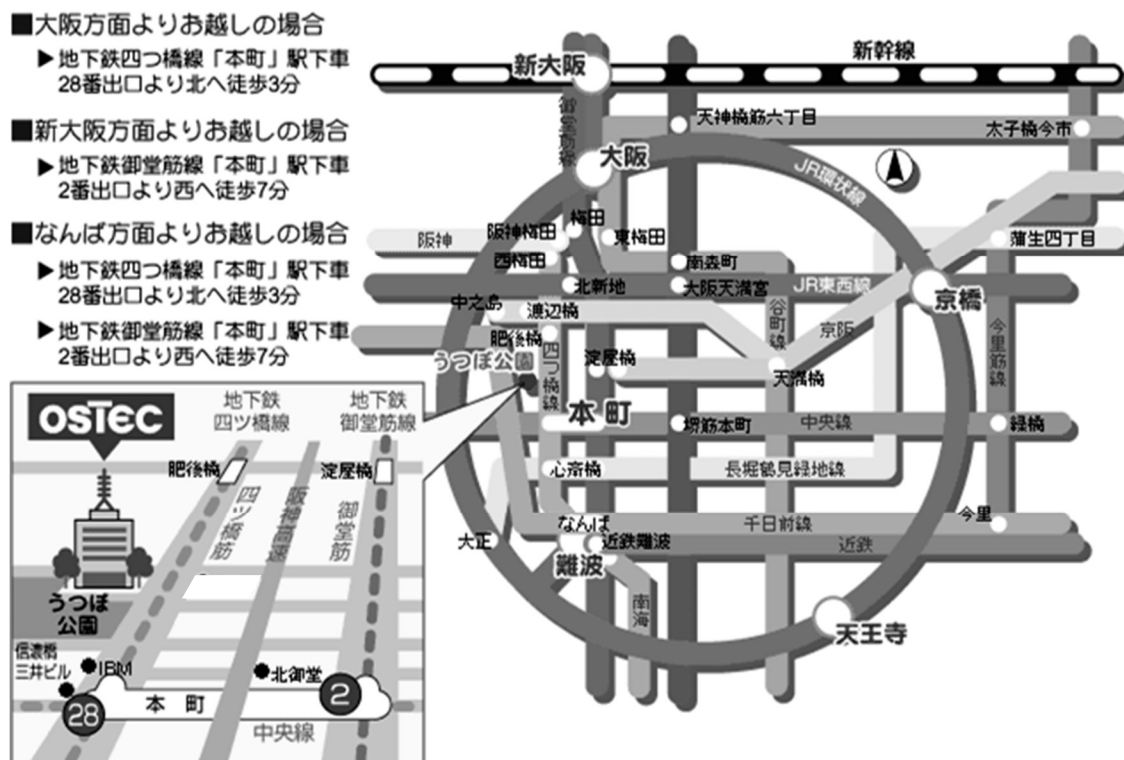 ■大阪方面よりお越しの場合
▶地下鉄四つ橋線「本町」駅下車
28番出口より北へ徒歩3分
■新大阪方面よりお越しの場合
▶地下鉄御堂筋線「本町」駅下車
2番出口より西へ徒歩7分
■なんば方面よりお越しの場合
▶地下鉄四つ橋線「本町」駅下車
28番出口より北へ徒歩3分
▶地下鉄御堂筋線「本町」駅下車
2番出口より西へ徒歩7分
新幹線
新大阪
御堂筋線
天神橋筋六丁目
太子橋今市
大阪
JR環状線
梅田
阪神
阪神梅田
東梅田
蒲生四丁目
西梅田
南森町
北新地
大阪天満宮
JR東西線
京橋
中之島
渡辺橋
谷町線
京阪
今里筋線
肥後橋
四つ橋線
うつぼ公園
淀屋橋
天満橋
本町
堺筋本町
中央線
緑橋
心斎橋
長堀鶴見緑地線
なんば
千日前線
今里
大正
近鉄難波
近鉄
難波
南海
天王寺
OSTEC
地下鉄
四ツ橋線
地下鉄
御堂筋線
肥後橋
淀屋橋
四ツ橋筋
阪神高速
御堂筋
うつぼ
公園
信濃橋
三井ビル
IBM
北御堂
28
本町
2
中央線